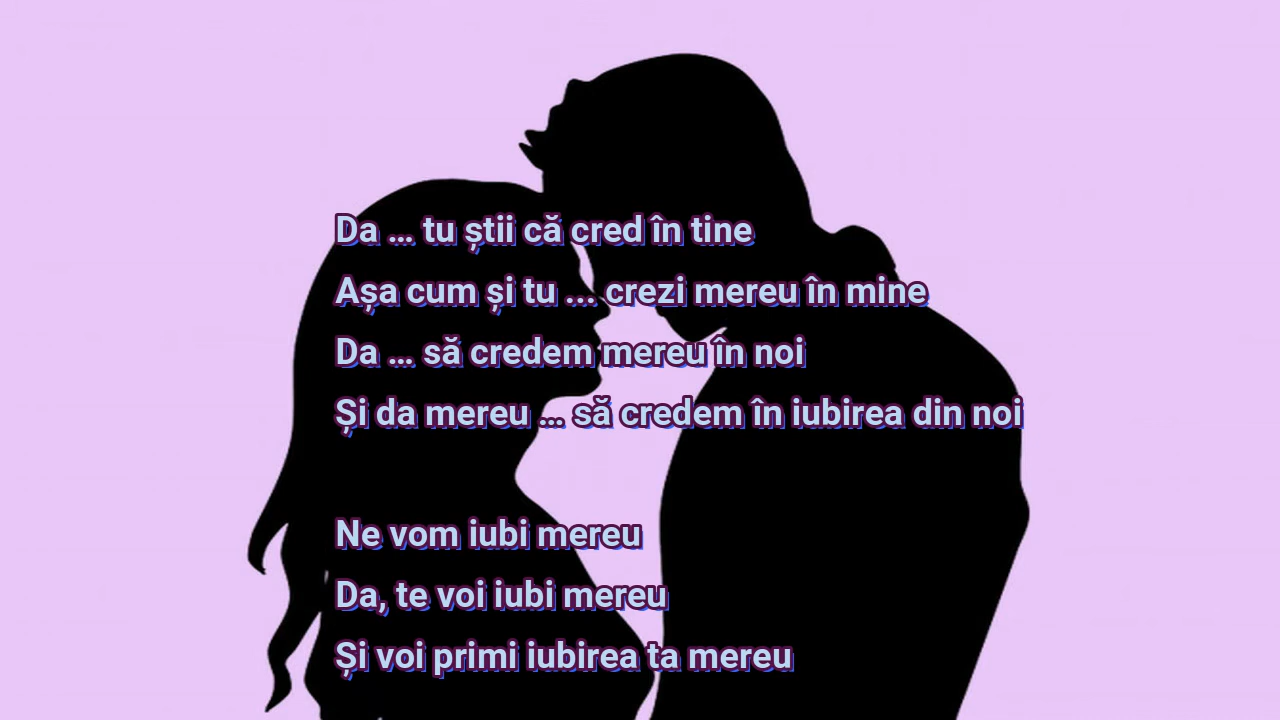 Da … tu știi că cred în tine
Așa cum și tu ... crezi mereu în mine
Da … să credem mereu în noi
Și da mereu … să credem în iubirea din noi
Ne vom iubi mereu
Da, te voi iubi mereu
Și voi primi iubirea ta mereu